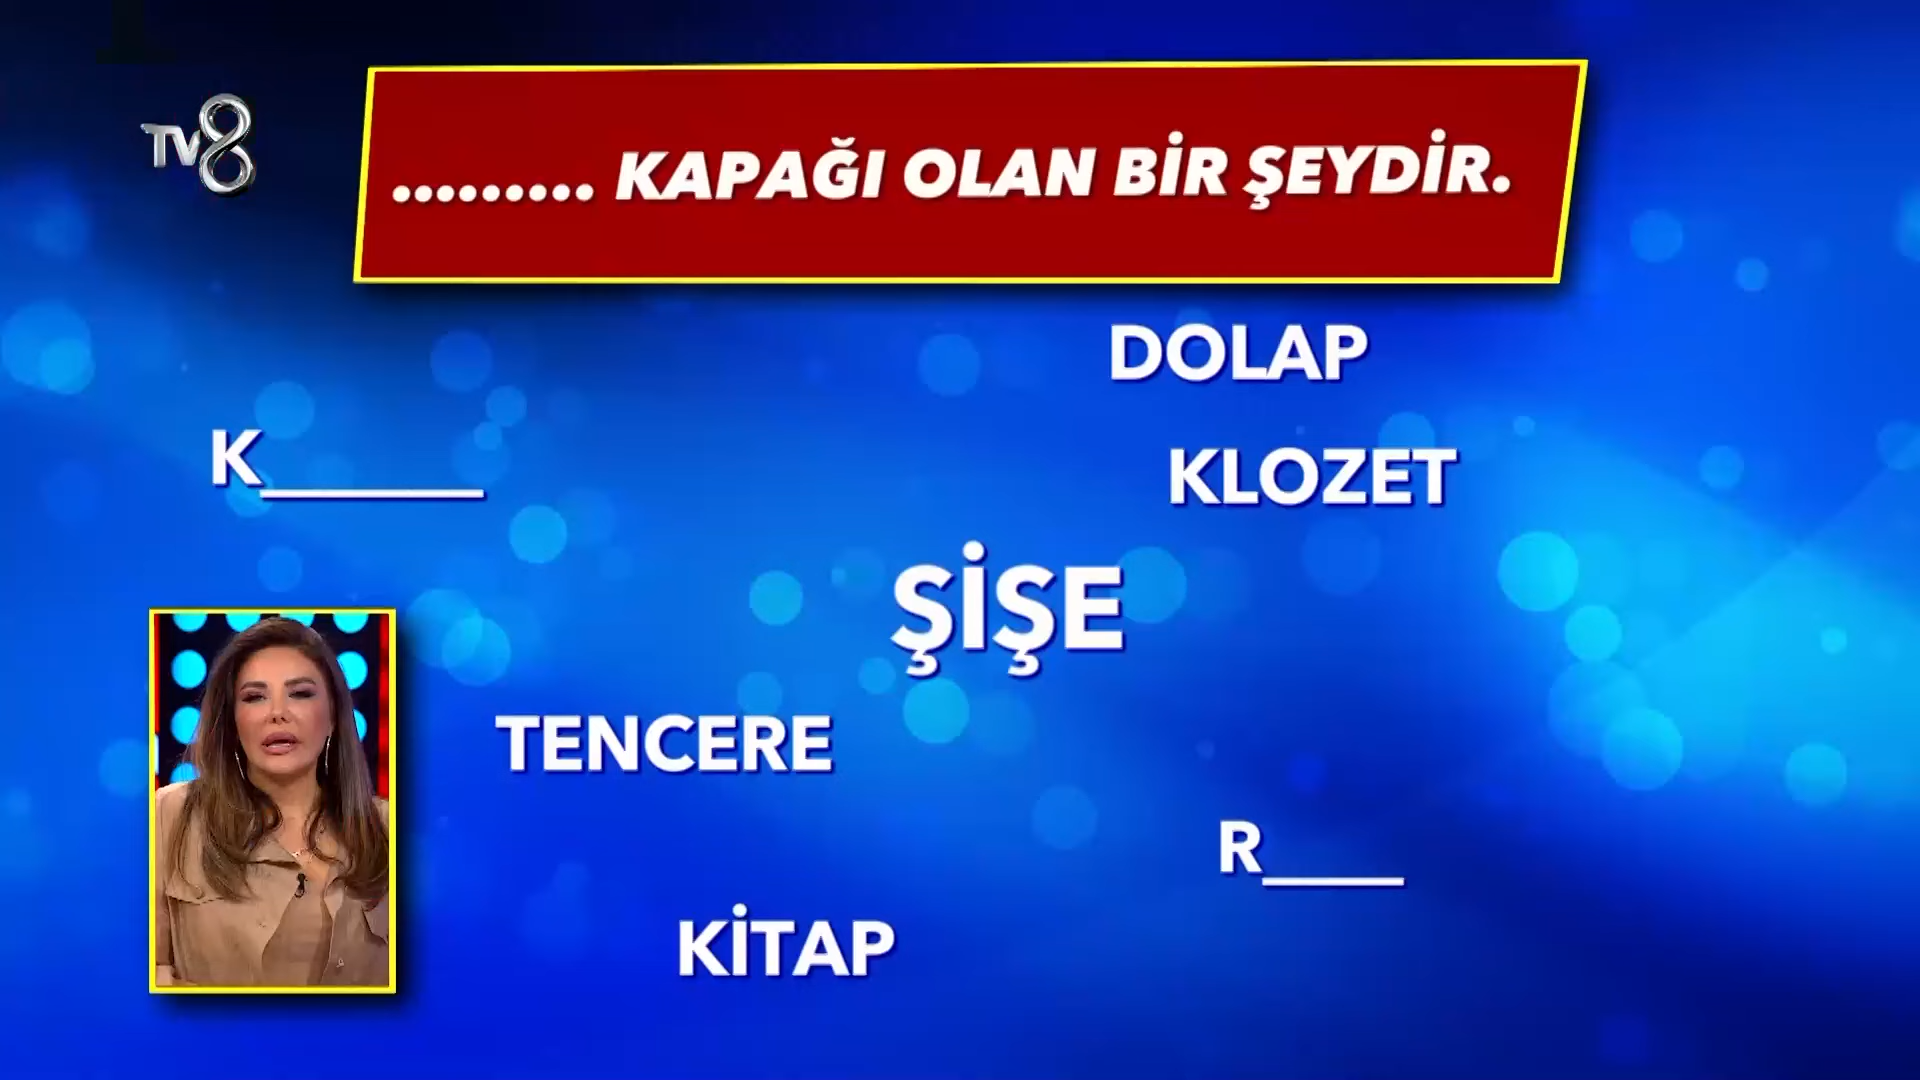 TV8
......... KAPAĞI OLAN BİR ŞEYDİR.
DOLAP
K______
KLOZET
ŞİŞE
TENCERE
R____
KİTAP